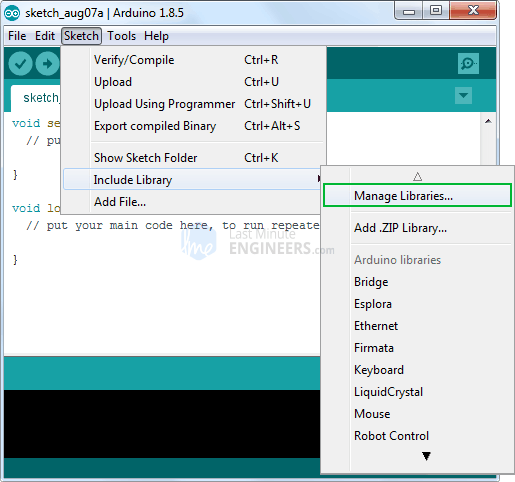 sketch_aug07a | Arduino 1.8.5
File Edit Sketch Tools Help
Verify/Compile Ctrl+R
Upload Ctrl+U
Upload Using Programmer Ctrl+Shift+U
Export compiled Binary Ctrl+Alt+S
Show Sketch Folder Ctrl+K
Include Library
Add File...
sketch_
void se
// pu
}
void lo
// put your main code here, to run repeate
}
Manage Libraries...
Add .ZIP Library...
Arduino libraries
Bridge
Esplora
Ethernet
Firmata
Keyboard
LiquidCrystal
Mouse
Robot Control
me
Last Minute
ENGINEERS.com